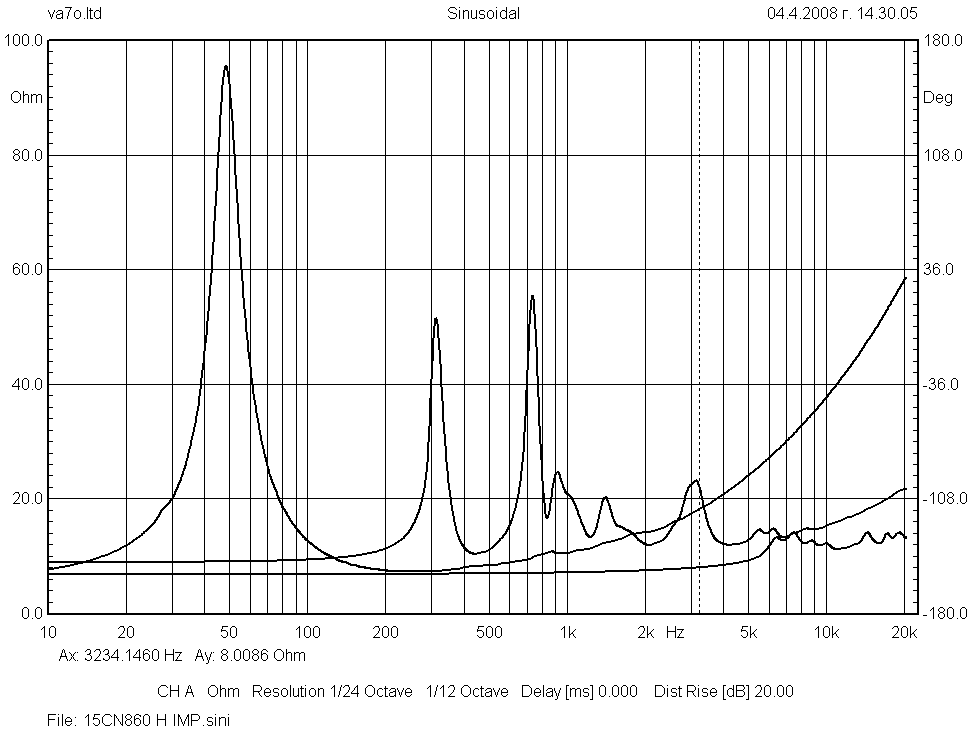 va7o.ltd Sinusoidal 04.4.2008 г. 14.30.05
100.0 180.0
Ohm Deg
80.0 108.0
60.0 36.0
40.0 -36.0
20.0 -108.0
0.0 -180.0
10 20 50 100 200 500 1k 2k Hz 5k 10k 20k
Ax: 3234.1460 Hz Ay: 8.0086 Ohm
CH A Ohm Resolution 1/24 Octave 1/12 Octave Delay [ms] 0.000 Dist Rise [dB] 20.00
File: 15CN860 H IMP.sini